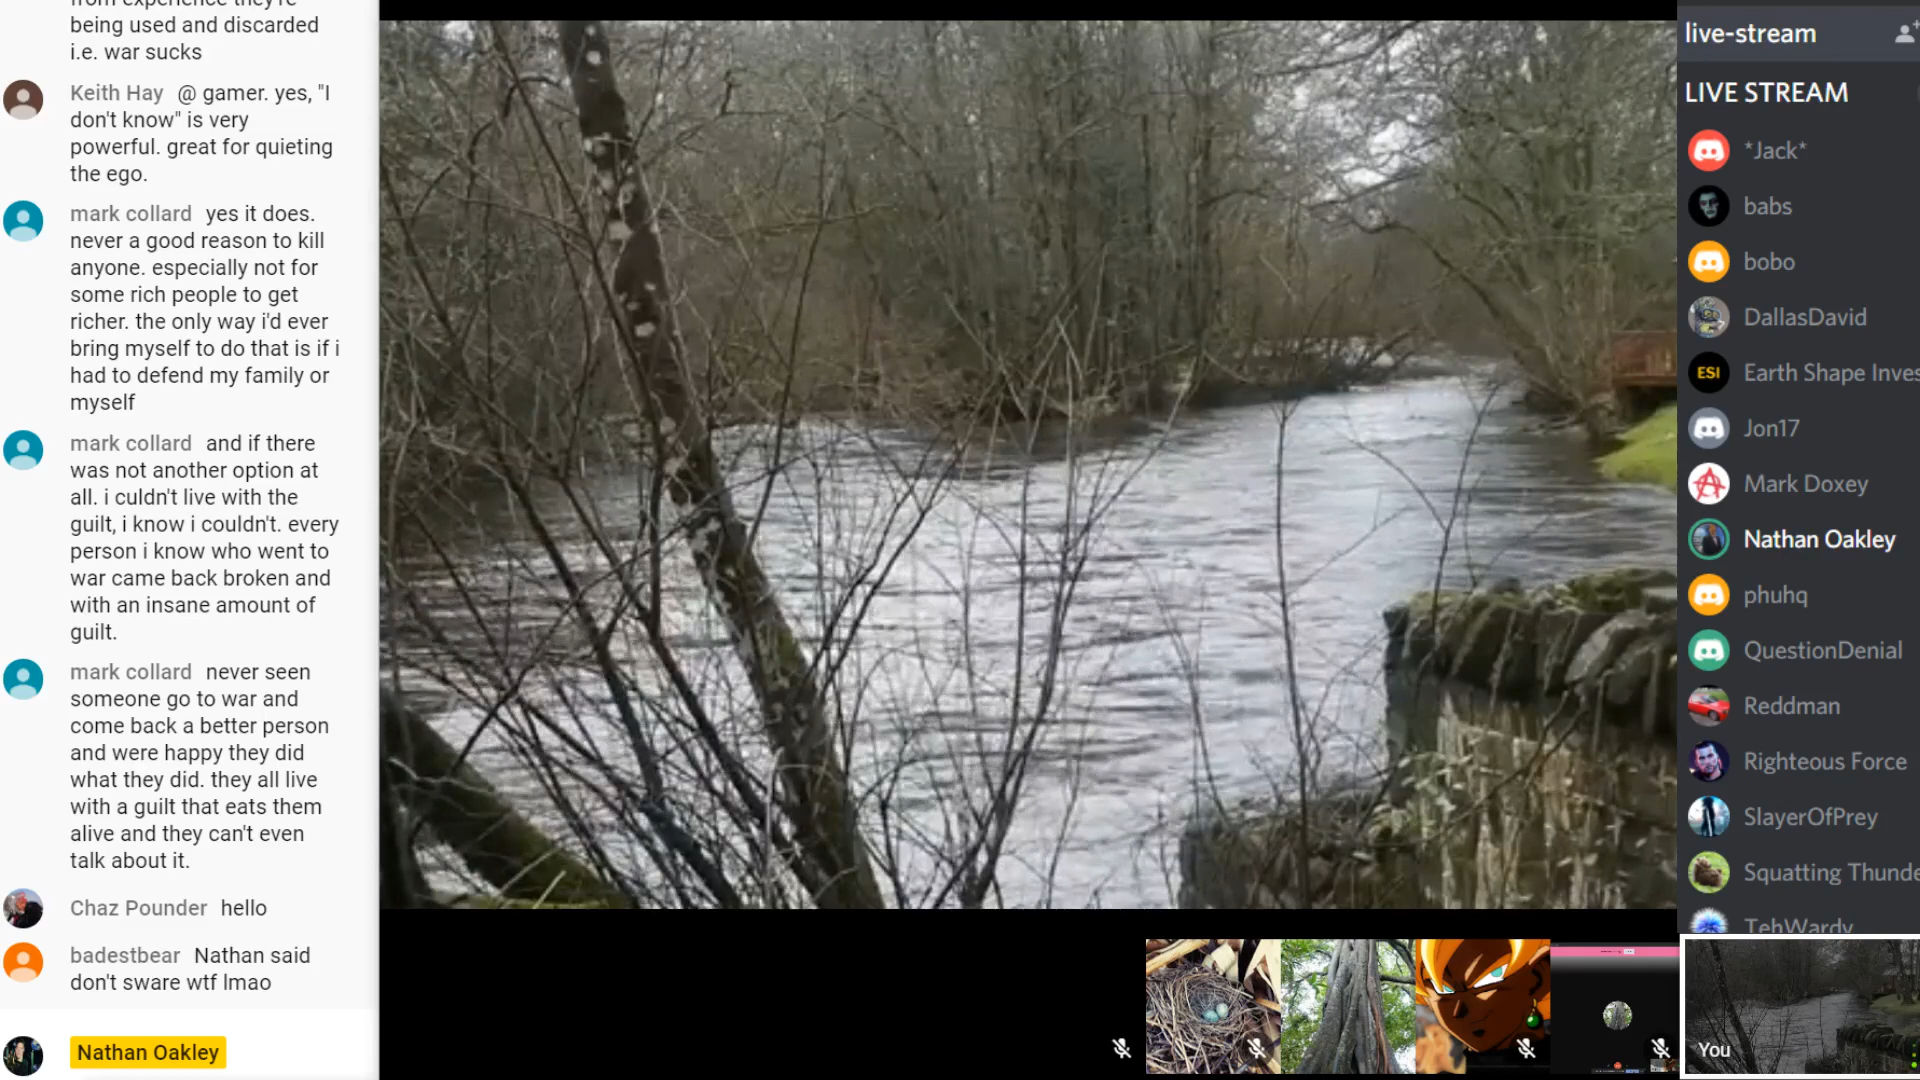 being used and discarded
i.e. war sucks
Keith Hay @ gamer. yes, "I
don't know" is very
powerful. great for quieting
the ego.
mark collard yes it does.
never a good reason to kill
anyone. especially not for
some rich people to get
richer. the only way i'd ever
bring myself to do that is if i
had to defend my family or
myself
mark collard and if there
was not another option at
all. i culdn't live with the
guilt, i know i couldn't. every
person i know who went to
war came back broken and
with an insane amount of
guilt.
mark collard never seen
someone go to war and
come back a better person
and were happy they did
what they did. they all live
with a guilt that eats them
alive and they can't even
talk about it.
Chaz Pounder hello
badestbear Nathan said
don't sware wtf lmao
Nathan Oakley
live-stream
LIVE STREAM
*Jack*
babs
bobo
DallasDavid
ESI
Earth Shape Inves
Jon17
Mark Doxey
Nathan Oakley
phuhq
QuestionDenial
Reddman
Righteous Force
SlayerOfPrey
Squatting Thunde
TehWardy
You